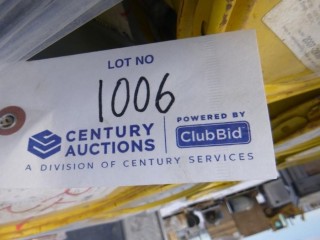 LOT NO
1006
CENTURY
AUCTIONS
POWERED BY
ClubBid
A DIVISION OF CENTURY SERVICES